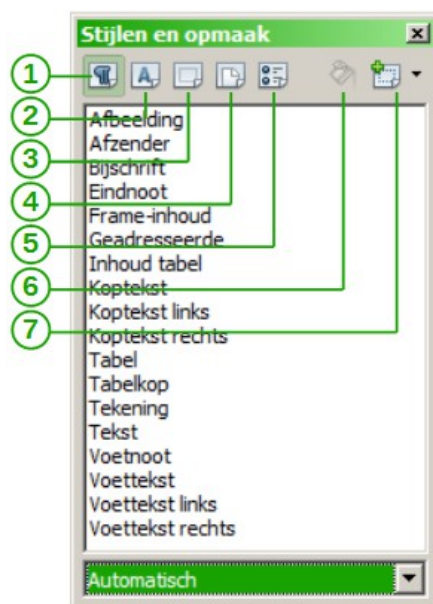 Stijlen en opmaak
1
2
3
4
5
6
7
Afbeelding
Afzender
Bijschrift
Eindnoot
Frame-inhoud
Geadresseerde
Inhoud tabel
Koptekst
Koptekst links
Koptekst rechts
Tabel
Tabelkop
Tekening
Tekst
Voetnoot
Voettekst
Voettekst links
Voettekst rechts
Automatisch